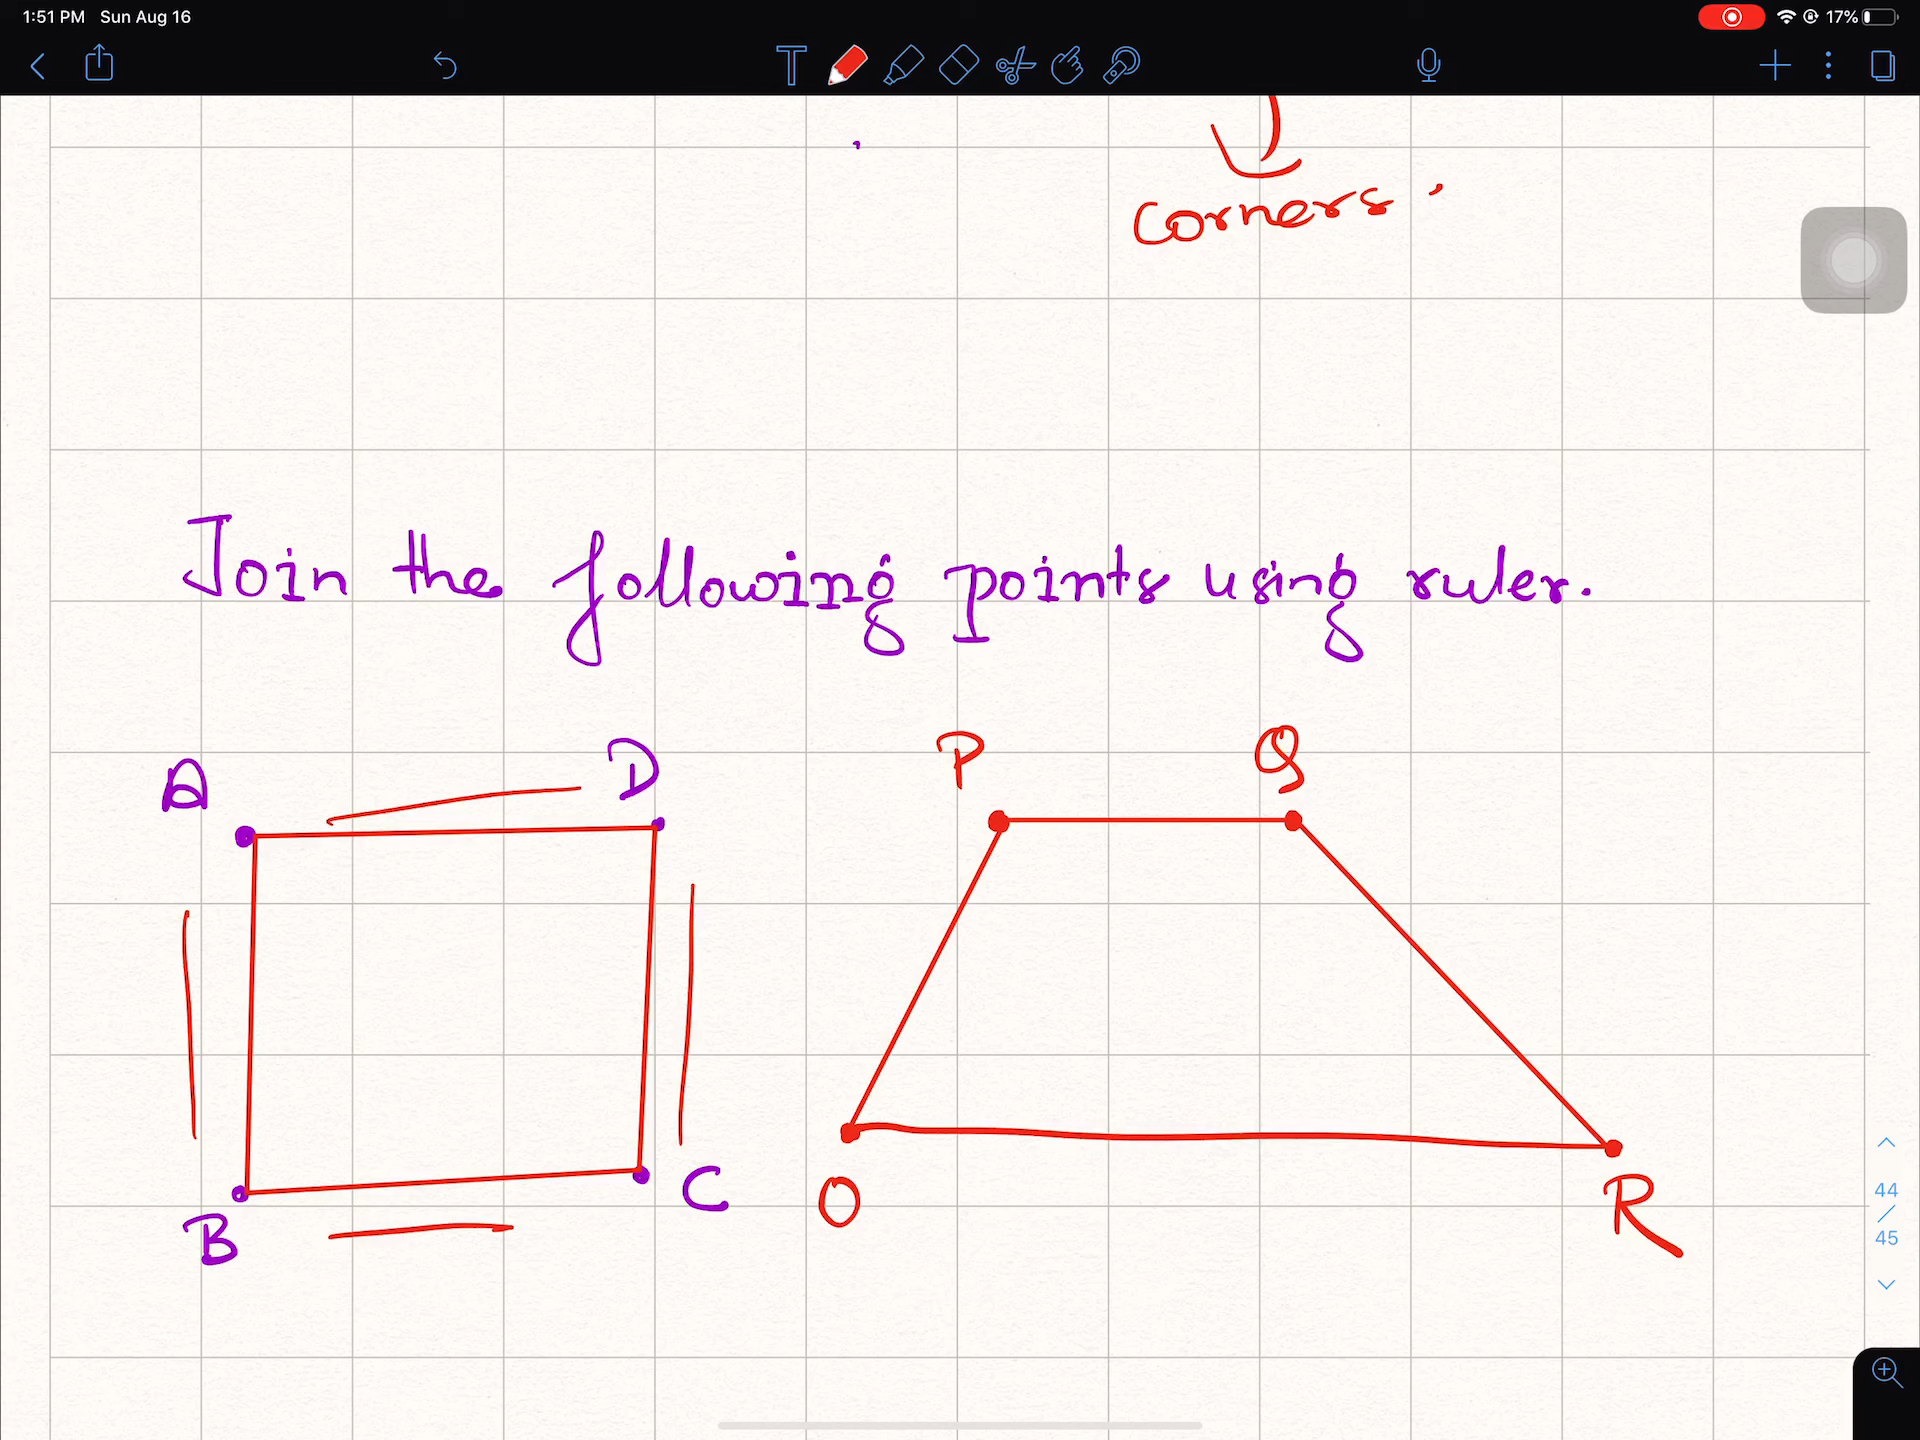 1:51 PM Sun Aug 16
17%
Corners
Join the following points using ruler.
A
D
P
Q
B
C
O
R
44
/
45